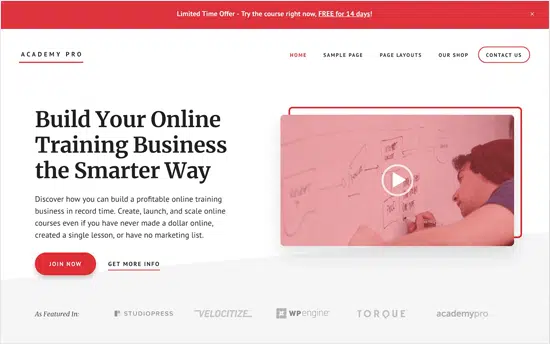 Limited Time Offer - Try the course right now, FREE for 14 days!
×
ACADEMY PRO
HOME SAMPLE PAGE PAGE LAYOUTS OUR SHOP CONTACT US
Build Your Online
Training Business
the Smarter Way
Discover how you can build a profitable online training
business in record time. Create, launch, and scale online
courses even if you have never made a dollar online,
created a single lesson, or have no marketing list.
JOIN NOW GET MORE INFO
As Featured In: STUDIOPRESS VELOCITIZE WPengine TORQUE academypro